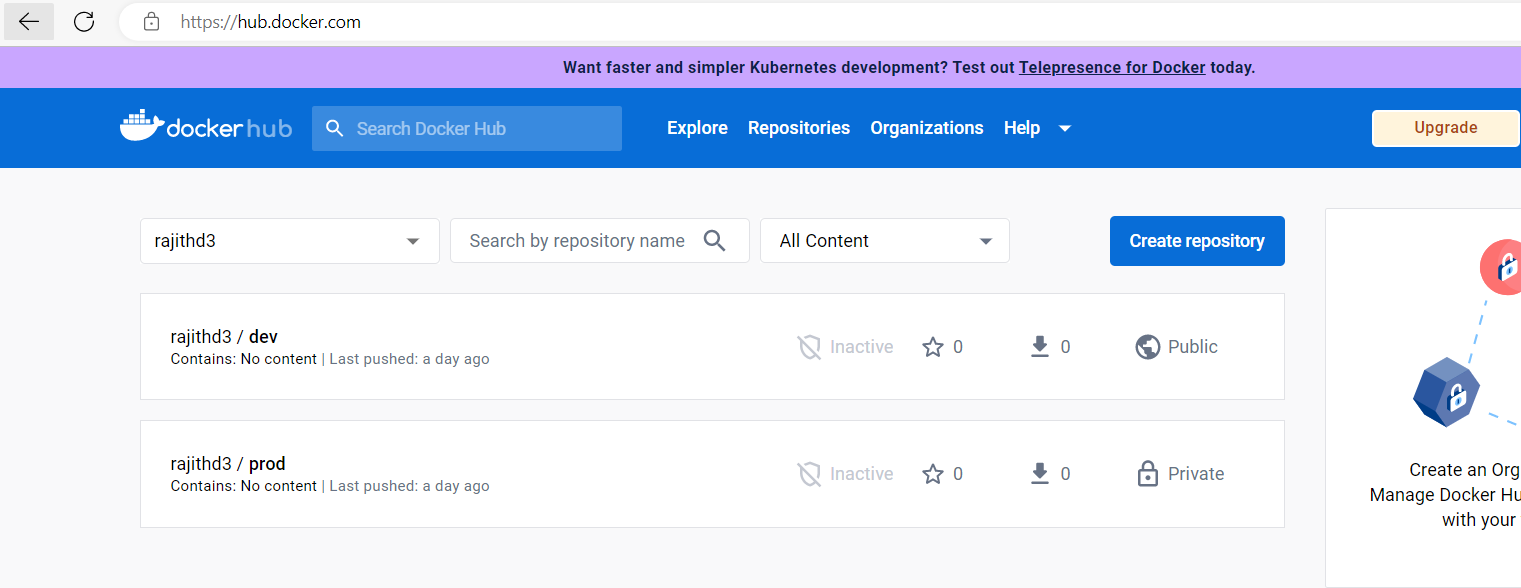 https://hub.docker.com
Want faster and simpler Kubernetes development? Test out Telepresence for Docker today.
docker hub
Search Docker Hub
Explore Repositories Organizations Help
Upgrade
rajithd3
Search by repository name
All Content
Create repository
rajithd3 / dev
Contains: No content | Last pushed: a day ago
Inactive
0
0
Public
rajithd3 / prod
Contains: No content | Last pushed: a day ago
Inactive
0
0
Private
Create an Org
Manage Docker Hu
with your